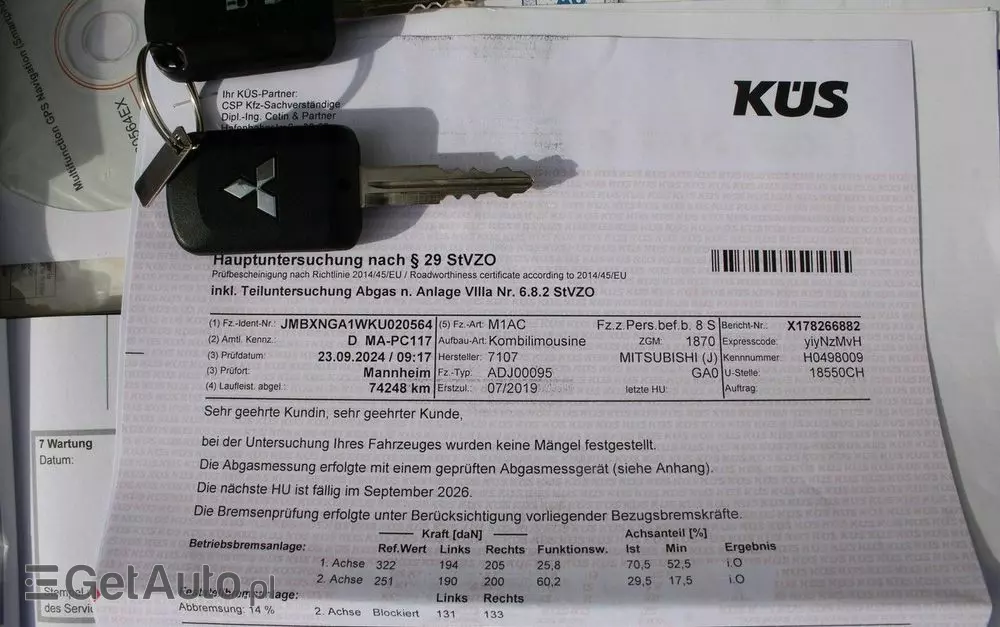 Multifunction GPS Navigation (Smartph
Ihr KÜS-Partner:
CSP Kfz-Sachverständige
Dipl.-Ing. Cetin & Partner
KÜS
Hauptuntersuchung nach § 29 StVZO
Prüfbescheinigung nach Richtlinie 2014/45/EU / Roadworthiness certificate according to 2014/45/EU
inkl. Teiluntersuchung Abgas n. Anlage VIIIa Nr. 6.8.2 StVZO
(1) Fz.-Ident-Nr.: JMBXNGA1WKU020564 (5) Fz.-Art: M1AC Fz.z.Pers.bef.b. 8 S Bericht-Nr.: X178266882
(2) Amtl. Kennz.: D MA-PC117 Aufbau-Art: Kombilimousine ZGM: 1870 Expresscode: yiyNzMvH
(3) Prüfdatum: 23.09.2024 / 09:17 Hersteller: 7107 MITSUBISHI (J) Kennnummer: H0498009
(3) Prüfort: Mannheim Fz.-Typ: ADJ00095 GA0 U-Stelle: 18550CH
(4) Laufleist. abgel.: 74248 km Erstzul.: 07/2019 letzte HU: Auftrag:
Sehr geehrte Kundin, sehr geehrter Kunde,
bei der Untersuchung Ihres Fahrzeuges wurden keine Mängel festgestellt.
Die Abgasmessung erfolgte mit einem geprüften Abgasmessgerät (siehe Anhang).
Die nächste HU ist fällig im September 2026.
Die Bremsenprüfung erfolgte unter Berücksichtigung vorliegender Bezugsbremskräfte.
Kraft [daN] Achsanteil [%]
Betriebsbremsanlage: Ref.Wert Links Rechts Funktionsw. Ist Min Ergebnis
1. Achse 322 194 205 25,8 70,5 52,5 i.O
2. Achse 251 190 200 60,2 29,5 17,5 i.O
Links Rechts
Abbremsung: 14 % 2. Achse Blockiert 131 133
7 Wartung
Datum:
Stempel
des Servic
GetAuto.pl